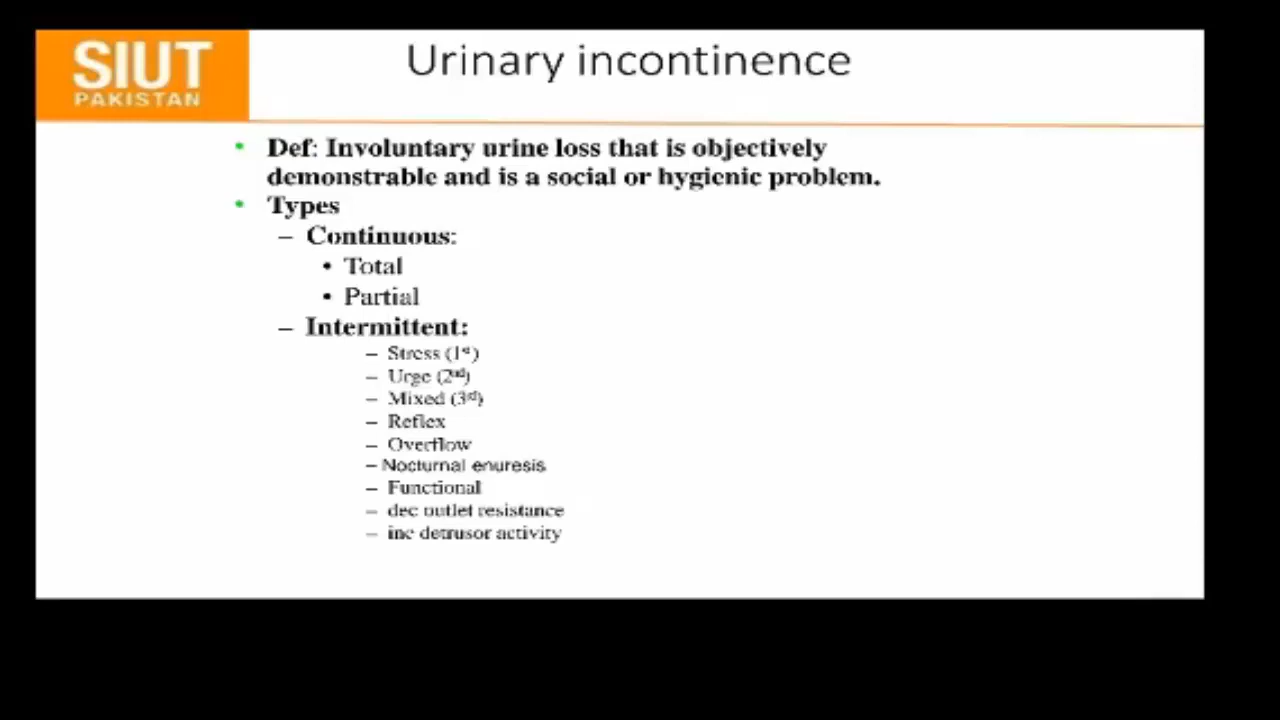 SIUT
PAKISTAN
Urinary incontinence
• Def: Involuntary urine loss that is objectively
demonstrable and is a social or hygienic problem.
• Types
– Continuous:
• Total
• Partial
– Intermittent:
– Stress (1st)
– Urge (2nd)
– Mixed (3rd)
– Reflex
– Overflow
– Nocturnal enuresis
– Functional
– dec outlet resistance
– inc detrusor activity